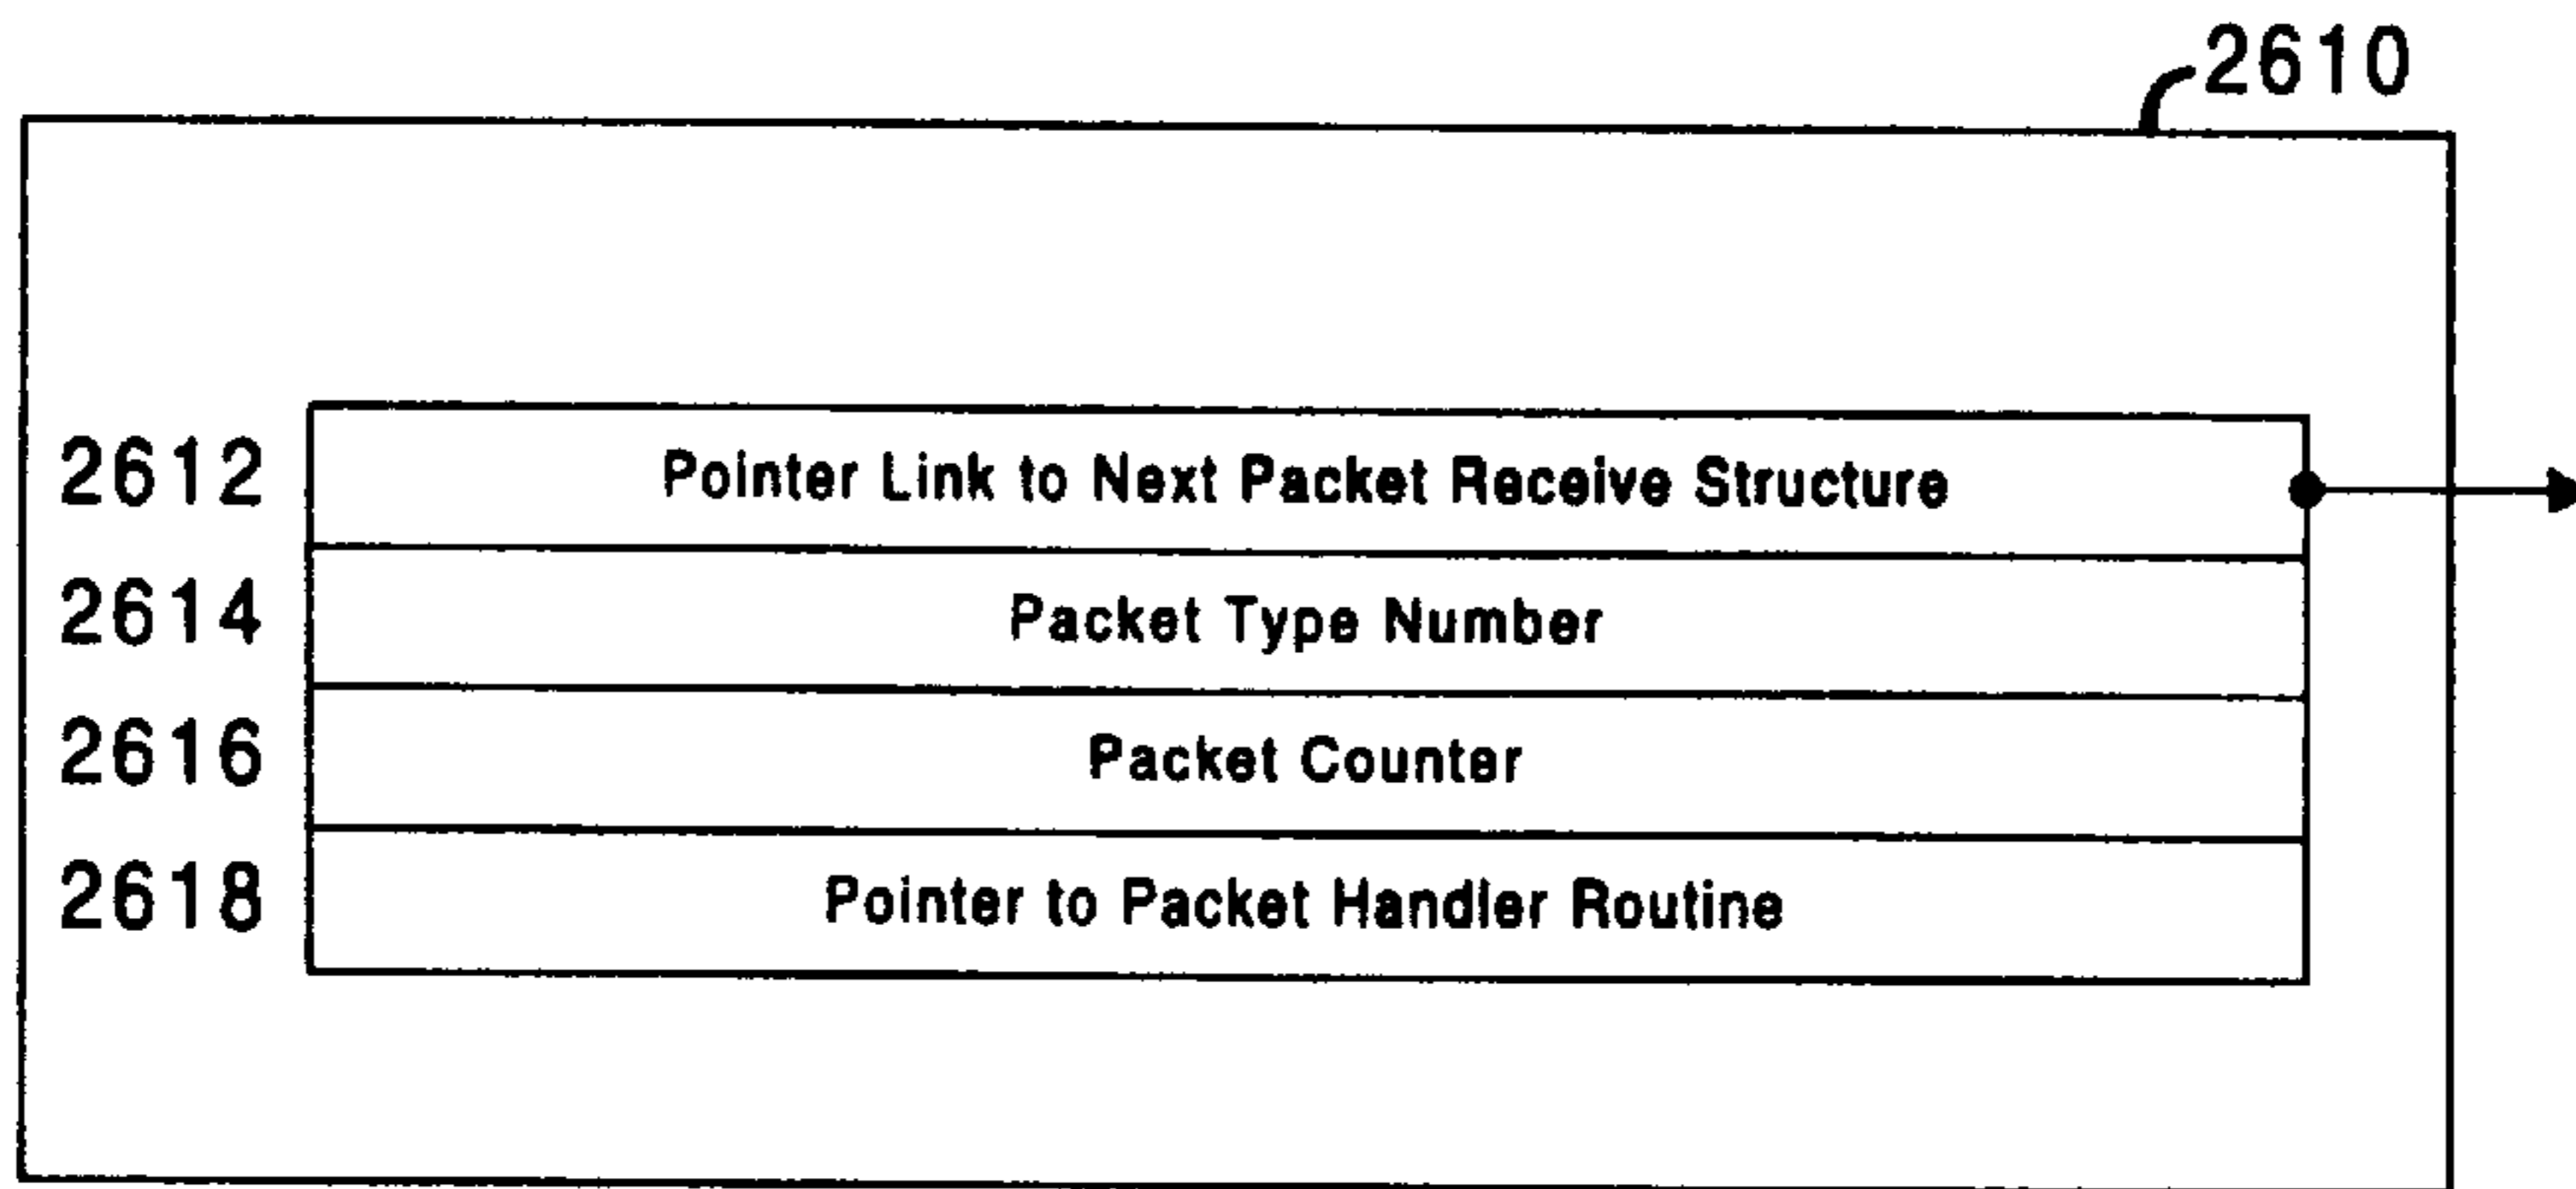 2610
2612 Pointer Link to Next Packet Receive Structure
2614 Packet Type Number
2616 Packet Counter
2618 Pointer to Packet Handler Routine